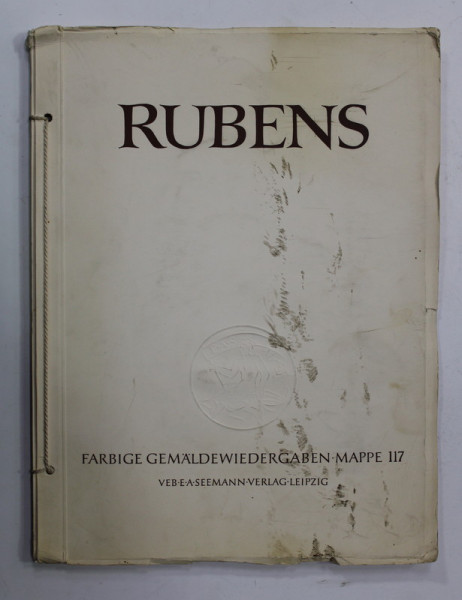 RUBENS
FARBIGE GEMÄLDEWIEDERGABEN·MAPPE 117
VEB·E·A·SEEMANN·VERLAG·LEIPZIG